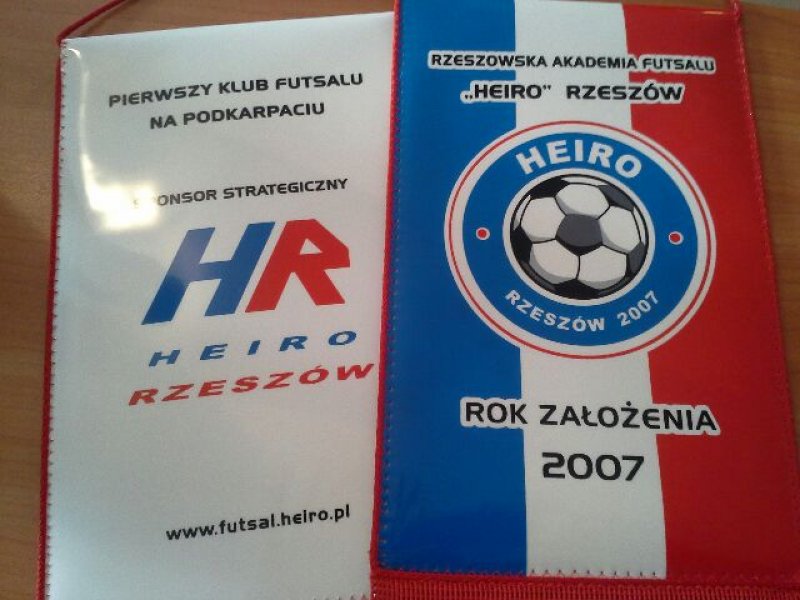 PIERWSZY KLUB FUTSALU
NA PODKARPACIU
SPONSOR STRATEGICZNY
HR
HEIRO
RZESZÓW
www.futsal.heiro.pl
RZESZOWSKA AKADEMIA FUTSALU
„HEIRO” RZESZÓW
HEIRO
RZESZÓW 2007
ROK ZAŁOŻENIA
2007